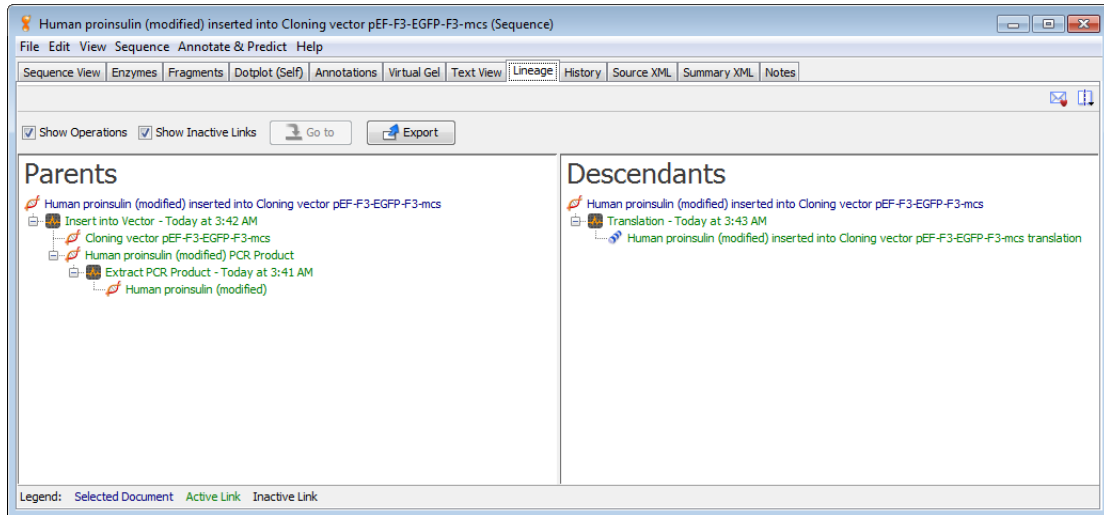 Human proinsulin (modified) inserted into Cloning vector pEF-F3-EGFP-F3-mcs (Sequence)
File Edit View Sequence Annotate & Predict Help
Sequence View Enzymes Fragments Dotplot (Self) Annotations Virtual Gel Text View Lineage History Source XML Summary XML Notes
Show Operations Show Inactive Links Go to Export
Parents
Human proinsulin (modified) inserted into Cloning vector pEF-F3-EGFP-F3-mcs
Insert into Vector - Today at 3:42 AM
Cloning vector pEF-F3-EGFP-F3-mcs
Human proinsulin (modified) PCR Product
Extract PCR Product - Today at 3:41 AM
Human proinsulin (modified)
Descendants
Human proinsulin (modified) inserted into Cloning vector pEF-F3-EGFP-F3-mcs
Translation - Today at 3:43 AM
Human proinsulin (modified) inserted into Cloning vector pEF-F3-EGFP-F3-mcs translation
Legend: Selected Document Active Link Inactive Link